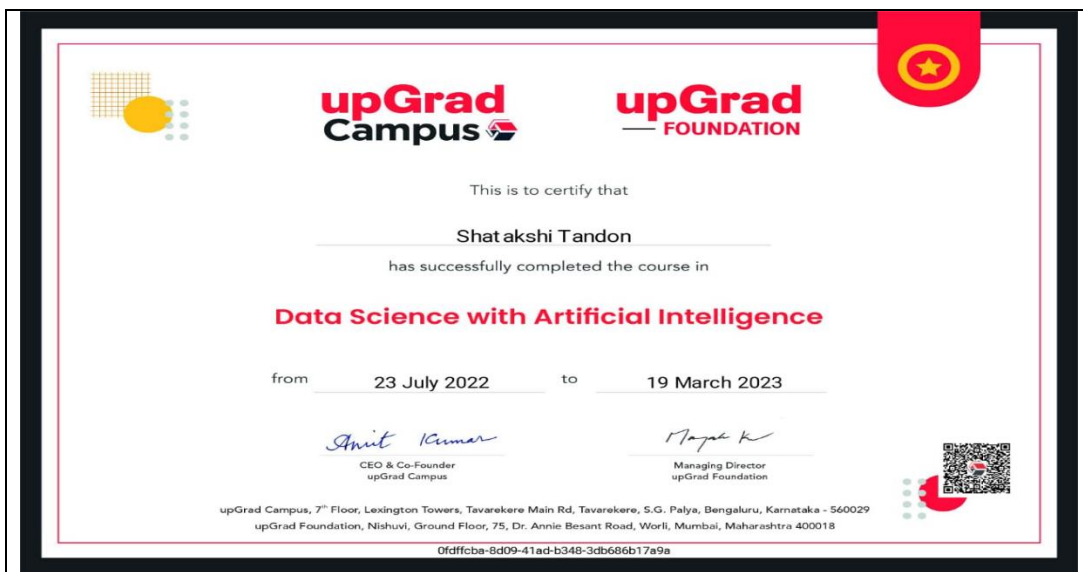 upGrad
Campus
upGrad
FOUNDATION
This is to certify that
Shatakshi Tandon
has successfully completed the course in
Data Science with Artificial Intelligence
from 23 July 2022 to 19 March 2023
Amit Kumar
CEO & Co-Founder
upGrad Campus
Managing Director
upGrad Foundation
upGrad Campus, 7th Floor, Lexington Towers, Tavarekere Main Rd, Tavarekere, S.G. Palya, Bengaluru, Karnataka - 560029
upGrad Foundation, Nishuvi, Ground Floor, 75, Dr. Annie Besant Road, Worli, Mumbai, Maharashtra 400018
0fdffcba-8d09-41ad-b348-3db686b17a9a